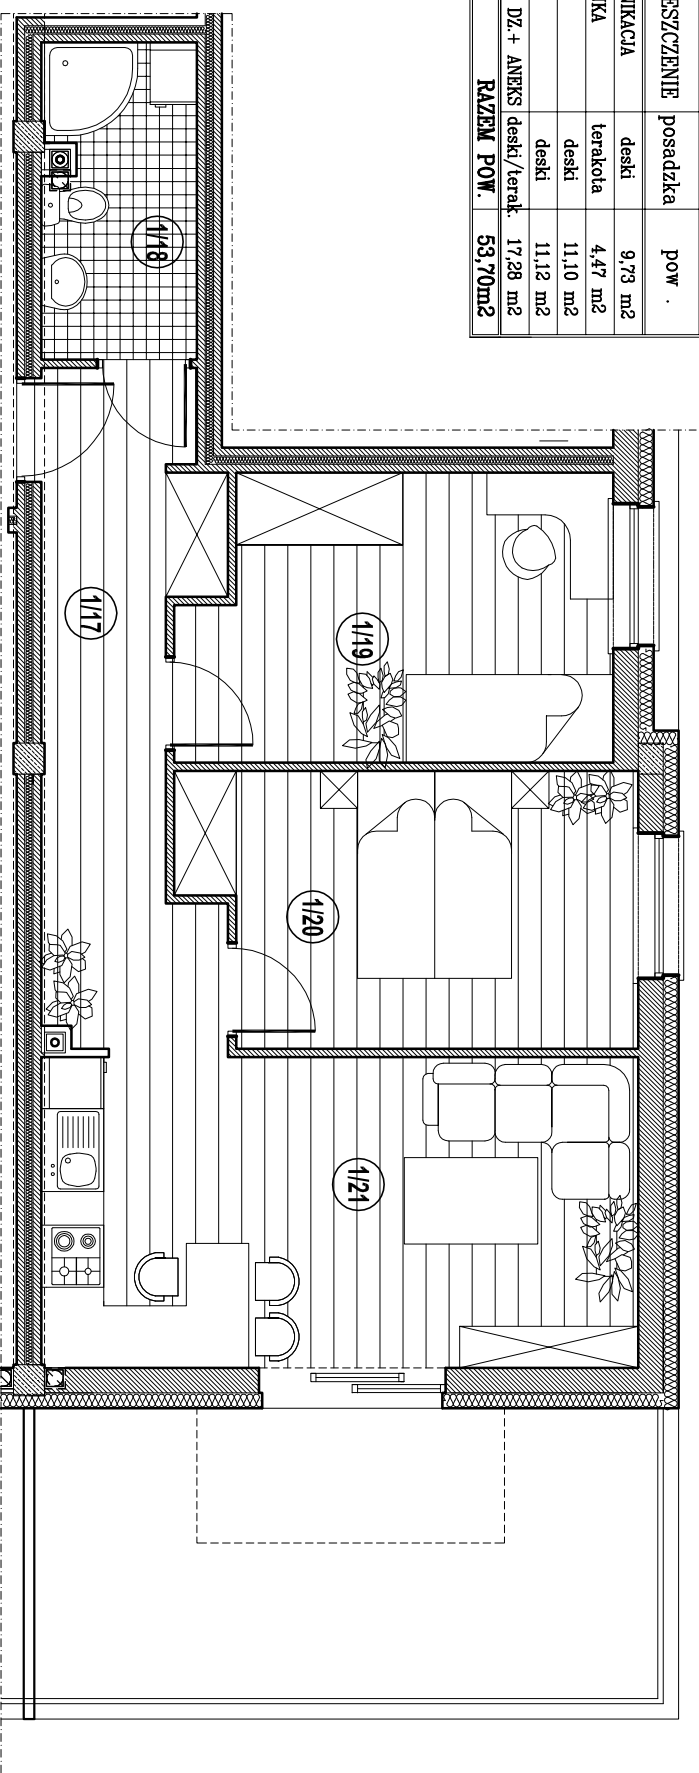 ESZCZENIE posadzka pow .
NIKACJA deski 9,73 m2
NKA terakota 4,47 m2
deski 11,10 m2
deski 11,12 m2
DZ.+ ANEKS deski/terak. 17,28 m2
RAZEM POW. 53,70m2
1/18
1/17
1/19
1/20
1/21